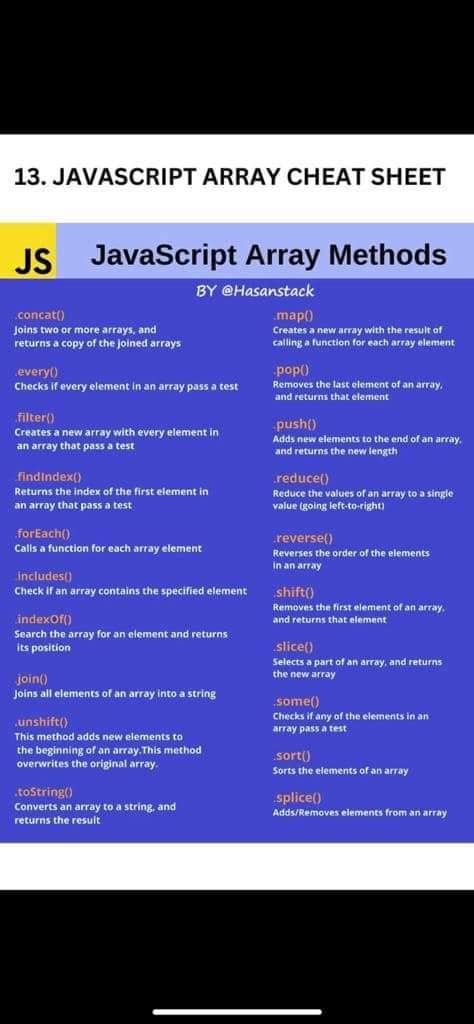 13. JAVASCRIPT ARRAY CHEAT SHEET
JS
JavaScript Array Methods
BY @Hasanstack
.concat()
Joins two or more arrays, and
returns a copy of the joined arrays
.every()
Checks if every element in an array pass a test
.filter()
Creates a new array with every element in
an array that pass a test
.findIndex()
Returns the index of the first element in
an array that pass a test
.forEach()
Calls a function for each array element
.includes()
Check if an array contains the specified element
.indexOf()
Search the array for an element and returns
its position
.join()
Joins all elements of an array into a string
.unshift()
This method adds new elements to
the beginning of an array.This method
overwrites the original array.
.toString()
Converts an array to a string, and
returns the result
.map()
Creates a new array with the result of
calling a function for each array element
.pop()
Removes the last element of an array,
and returns that element
.push()
Adds new elements to the end of an array,
and returns the new length
.reduce()
Reduce the values of an array to a single
value (going left-to-right)
.reverse()
Reverses the order of the elements
in an array
.shift()
Removes the first element of an array,
and returns that element
.slice()
Selects a part of an array, and returns
the new array
.some()
Checks if any of the elements in an
array pass a test
.sort()
Sorts the elements of an array
.splice()
Adds/Removes elements from an array